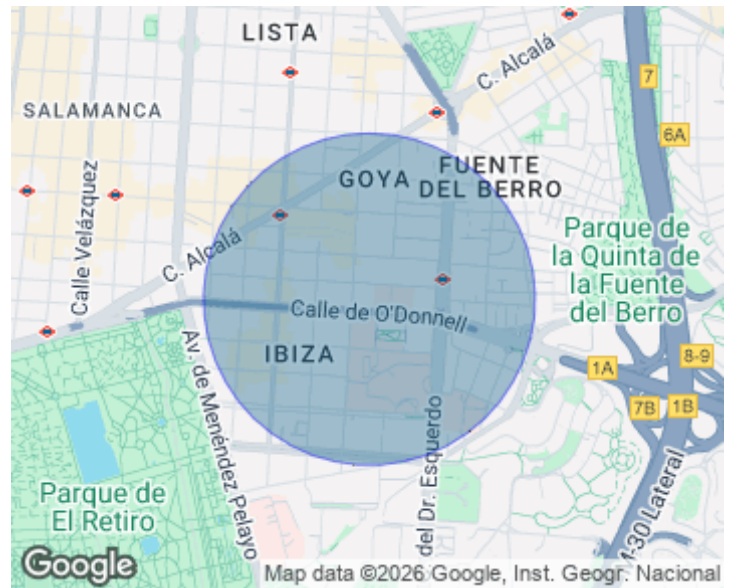 LISTA
C. Alcalá
7
SALAMANCA
6A
GOYA
FUENTE
DEL BERRO
Calle Velázquez
C. Alcalá
Parque de
la Quinta de
la Fuente
del Berro
Calle de O'Donnell
IBIZA
Av. de Menéndez Pelayo
1A
8-9
7B
1B
del Dr. Esquerdo
M-30 Lateral
Parque de
El Retiro
Google
Map data ©2026 Google, Inst. Geogr. Nacional